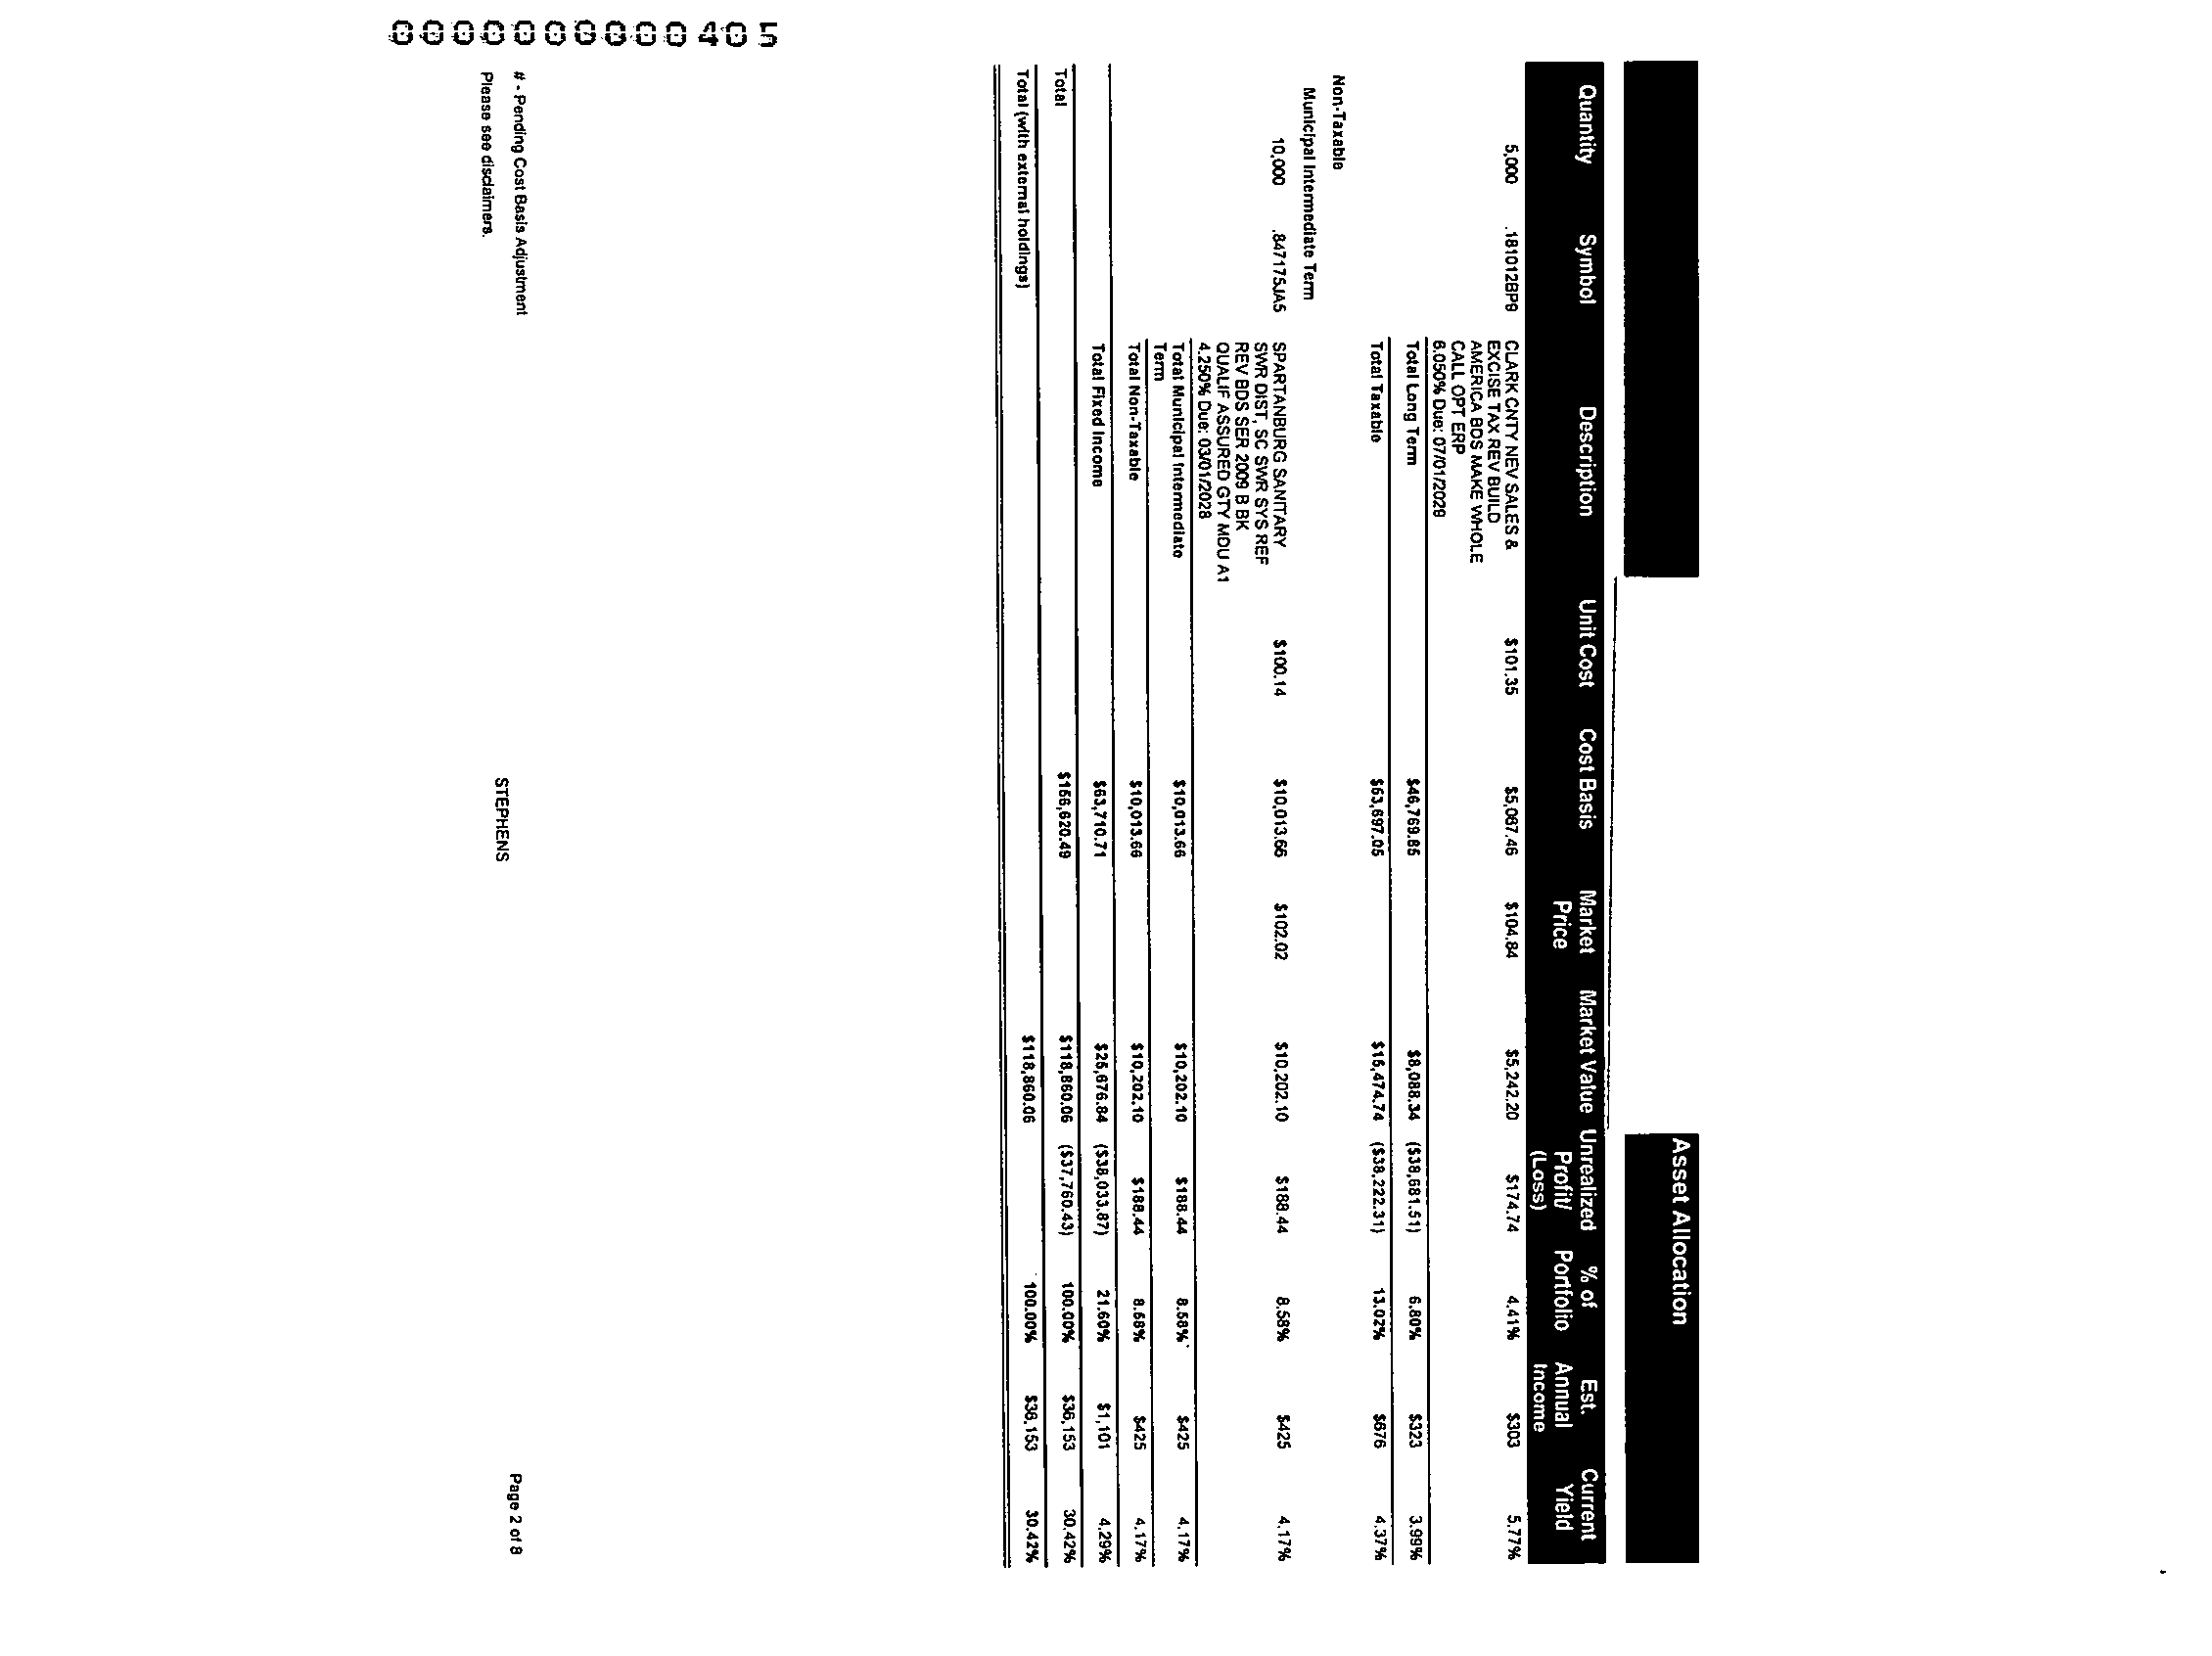 Asset Allocation
Quantity Symbol Description Unit Cost Cost Basis Market Price Market Value Unrealized Profit/ (Loss) % of Portfolio Est. Annual Income Current Yield
5,000 .181012BP9 CLARK CNTY NEV SALES & $101.35 $5,067.46 $104.84 $5,242.20 $174.74 4.41% $303 5.77%
EXCISE TAX REV BUILD
AMERICA BDS MAKE WHOLE
CALL OPT ERP
6.050% Due: 07/01/2029
Total Long Term $46,769.85 $8,088.34 ($38,681.51) 6.80% $323 3.99%
Total Taxable $53,697.05 $15,474.74 ($38,222.31) 13.02% $676 4.37%
Non-Taxable
Municipal Intermediate Term
10,000 .847175JA5 SPARTANBURG SANITARY $100.14 $10,013.66 $102.02 $10,202.10 $188.44 8.58% $425 4.17%
SWR DIST, SC SWR SYS REF
REV BDS SER 2009 B BK
QUALIF ASSURED GTY MDU A1
4.250% Due: 03/01/2028
Total Municipal Intermediate $10,013.66 $10,202.10 $188.44 8.58% $425 4.17%
Term
Total Non-Taxable $10,013.66 $10,202.10 $188.44 8.58% $425 4.17%
Total Fixed Income $63,710.71 $25,676.84 ($38,033.87) 21.60% $1,101 4.29%
Total $156,620.49 $118,860.06 ($37,760.43) 100.00% $36,153 30.42%
Total (with external holdings) $118,860.06 100.00% $36,153 30.42%
# - Pending Cost Basis Adjustment
Please see disclaimers.
STEPHENS
Page 2 of 8
0000000000405